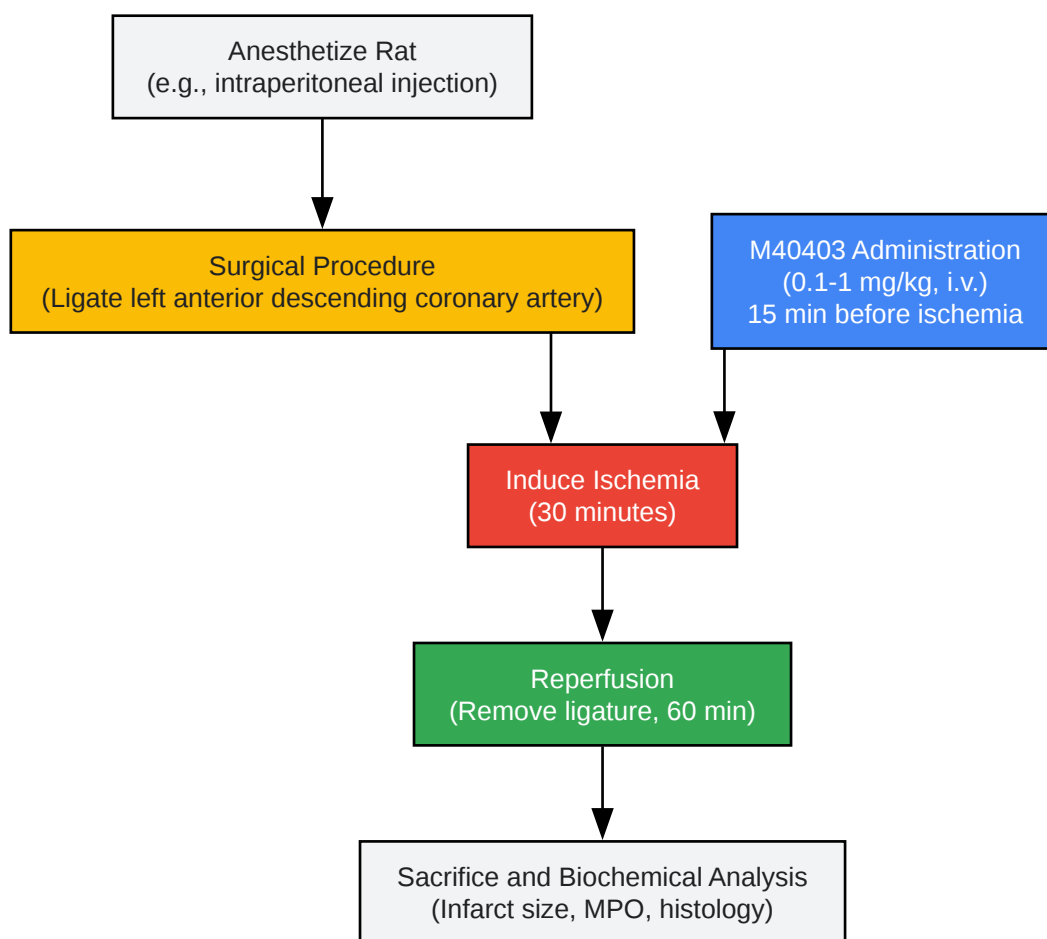 Anesthetize Rat
(e.g., intraperitoneal injection)
Surgical Procedure
(Ligate left anterior descending coronary artery)
M40403 Administration
(0.1-1 mg/kg, i.v.)
15 min before ischemia
Induce Ischemia
(30 minutes)
Reperfusion
(Remove ligature, 60 min)
Sacrifice and Biochemical Analysis
(Infarct size, MPO, histology)